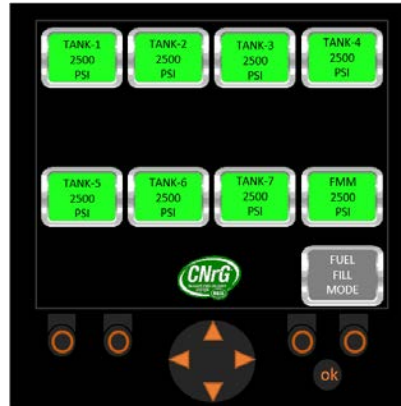 TANK-1
2500
PSI
TANK-2
2500
PSI
TANK-3
2500
PSI
TANK-4
2500
PSI
TANK-5
2500
PSI
TANK-6
2500
PSI
TANK-7
2500
PSI
FMM
2500
PSI
CNrG
FUEL
FILL
MODE
ok